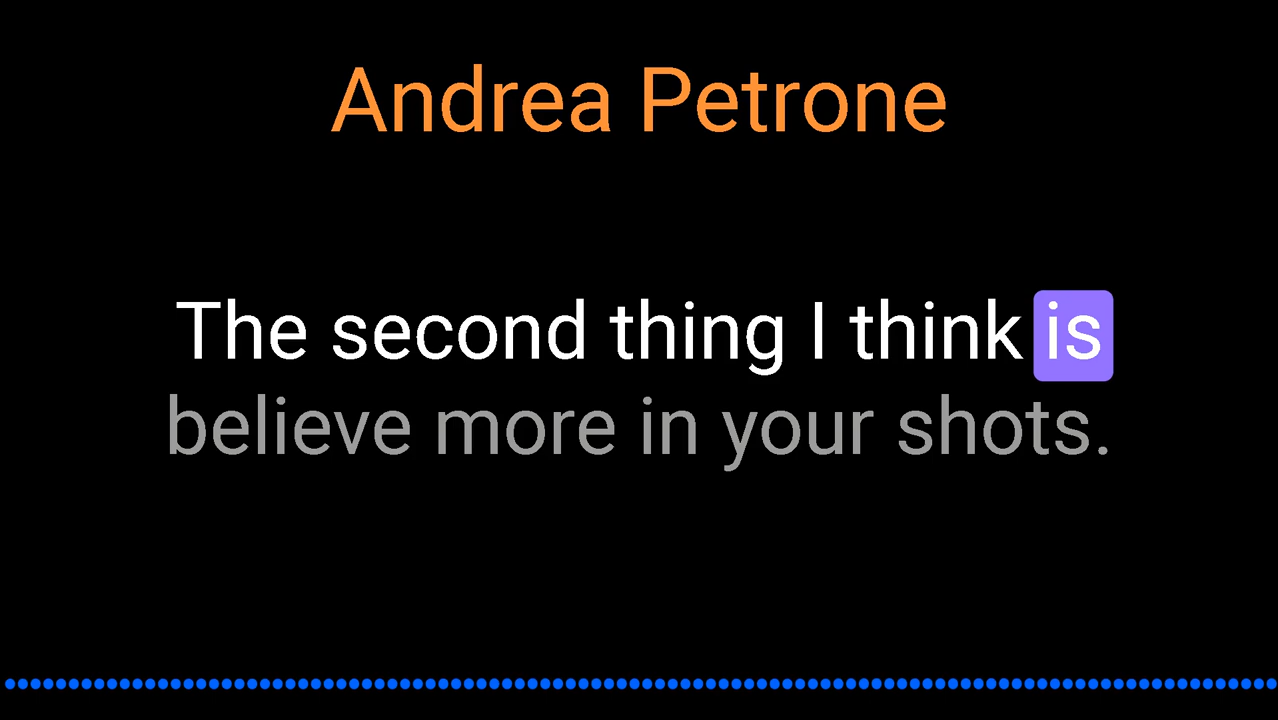 Andrea Petrone
The second thing I think is
believe more in your shots.